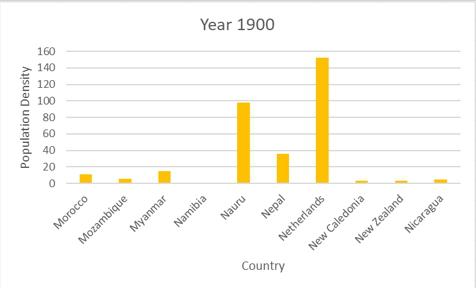 Year 1900
Population Density
160
140
120
100
80
60
40
20
0
Morocco
Mozambique
Myanmar
Namibia
Nauru
Nepal
Netherlands
New Caledonia
New Zealand
Nicaragua
Country